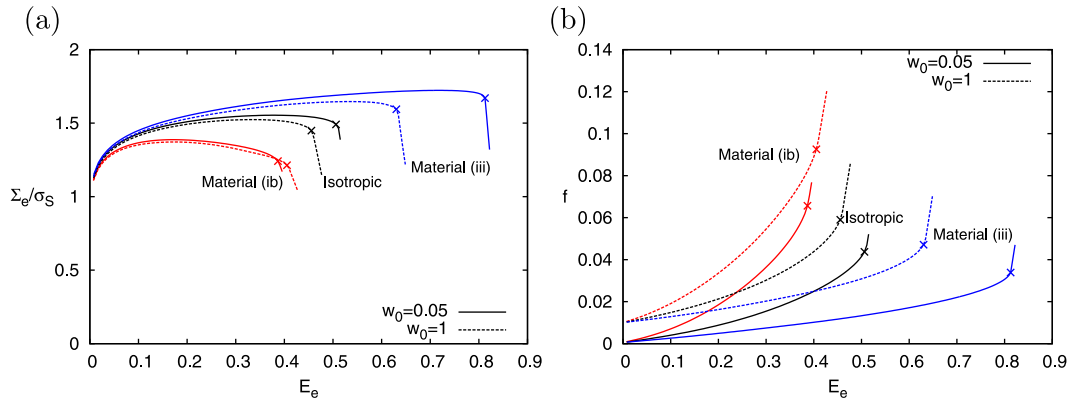 (a)
2
1.5
1
0.5
0
Σe/σS
0 0.1 0.2 0.3 0.4 0.5 0.6 0.7 0.8 0.9
Ee
Material (ib)
Isotropic
Material (iii)
w0=0.05
w0=1
(b)
0.14
0.12
0.1
0.08
0.06
0.04
0.02
0
f
0 0.1 0.2 0.3 0.4 0.5 0.6 0.7 0.8 0.9
Ee
w0=0.05
w0=1
Material (ib)
Isotropic
Material (iii)